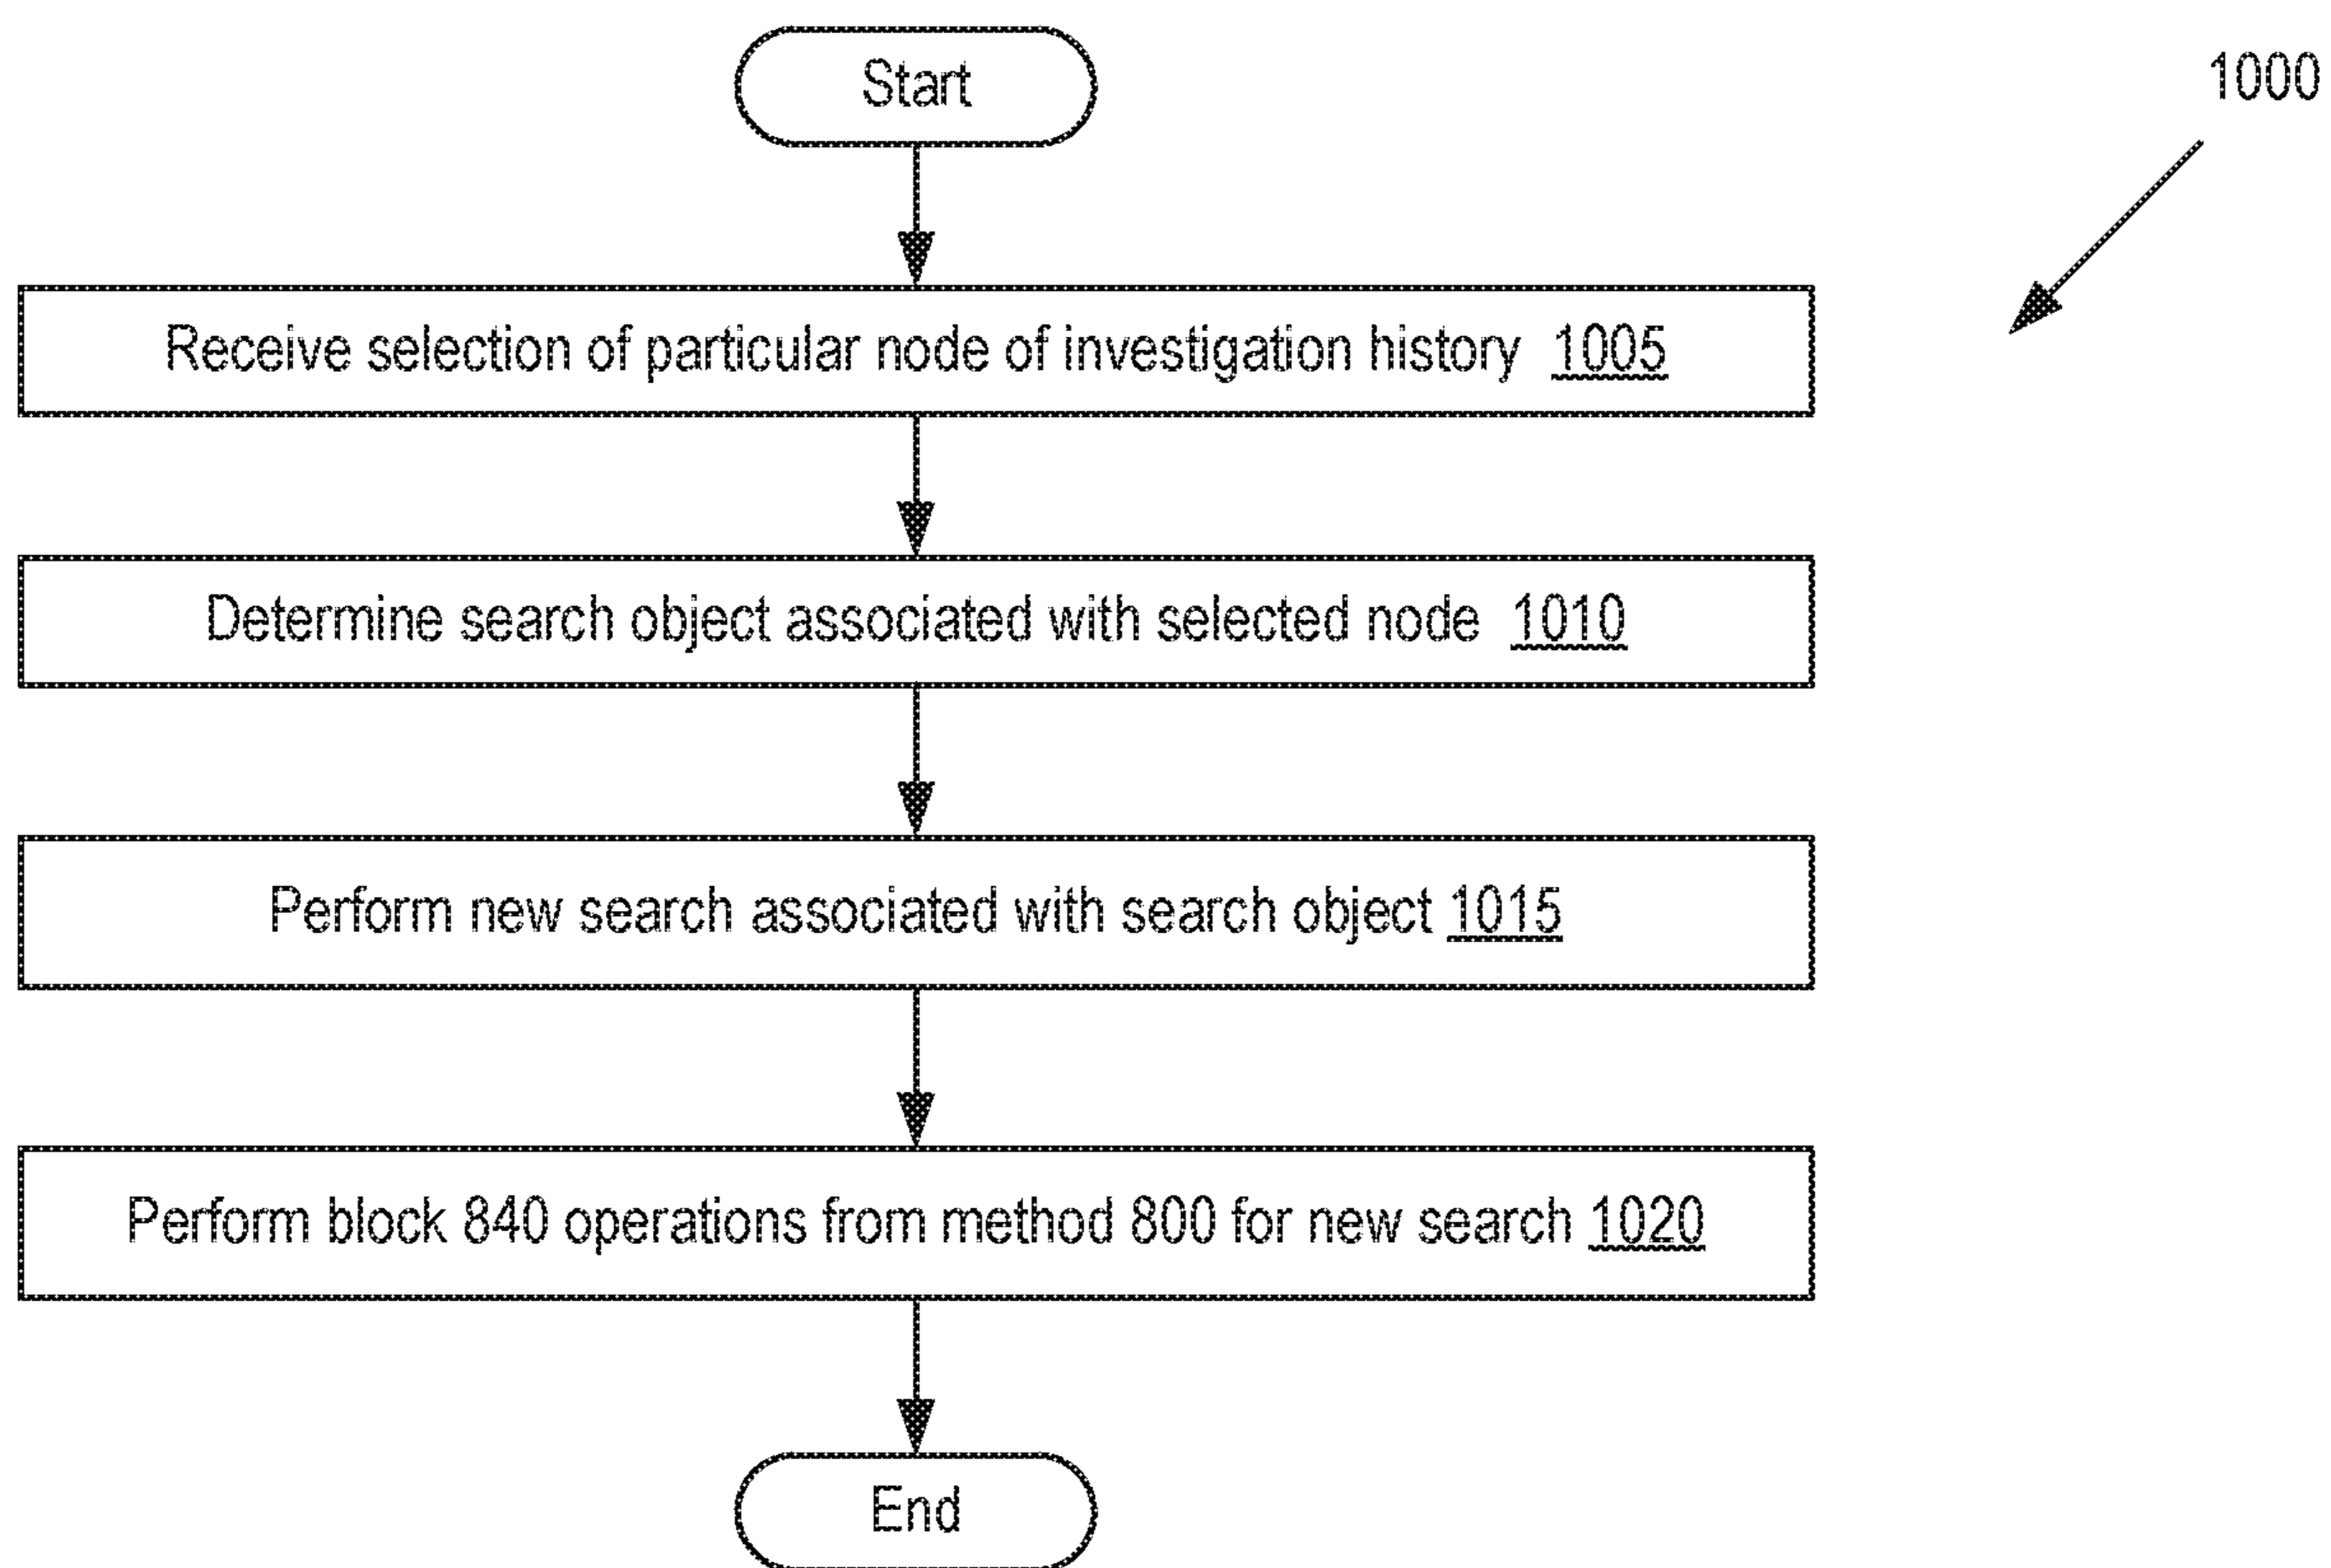 Start
1000
Receive selection of particular node of investigation history 1005
Determine search object associated with selected node 1010
Perform new search associated with search object 1015
Perform block 840 operations from method 800 for new search 1020
End